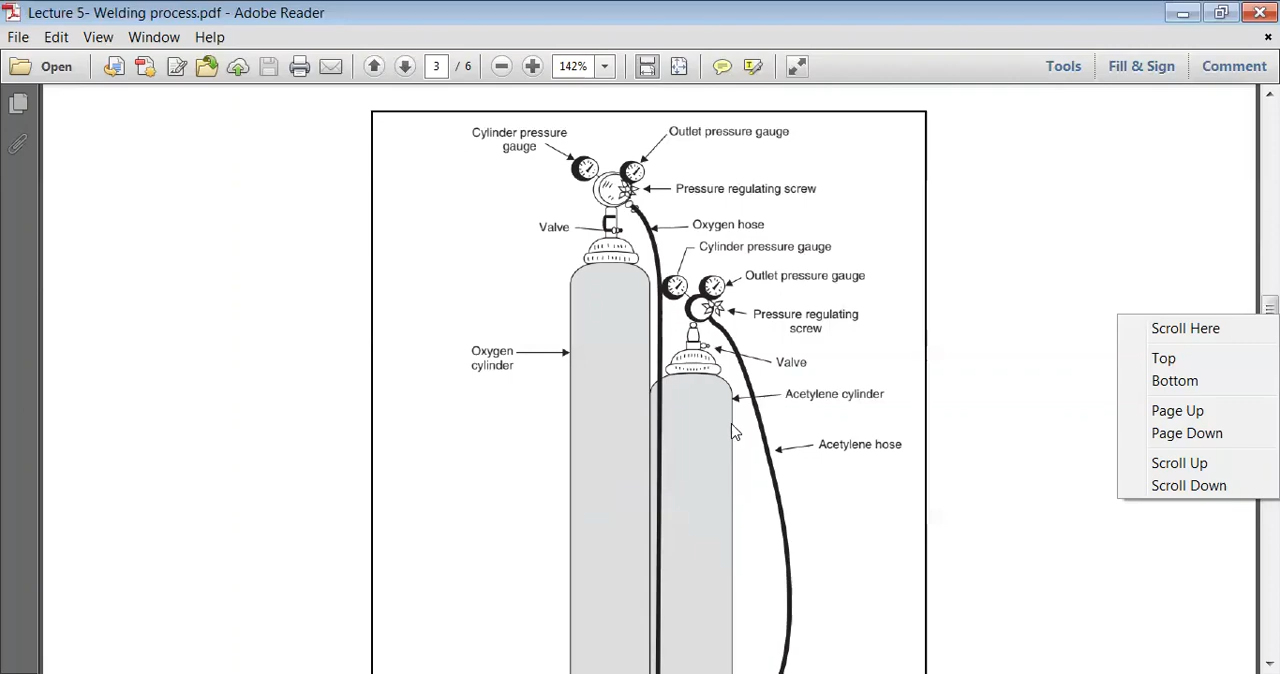 Lecture 5- Welding process.pdf - Adobe Reader
File Edit View Window Help
Open 3 / 6 142% Tools Fill & Sign Comment
Cylinder pressure
gauge
Outlet pressure gauge
Pressure regulating screw
Valve
Oxygen hose
Cylinder pressure gauge
Outlet pressure gauge
Pressure regulating
screw
Oxygen
cylinder
Valve
Acetylene cylinder
Acetylene hose
Scroll Here
Top
Bottom
Page Up
Page Down
Scroll Up
Scroll Down